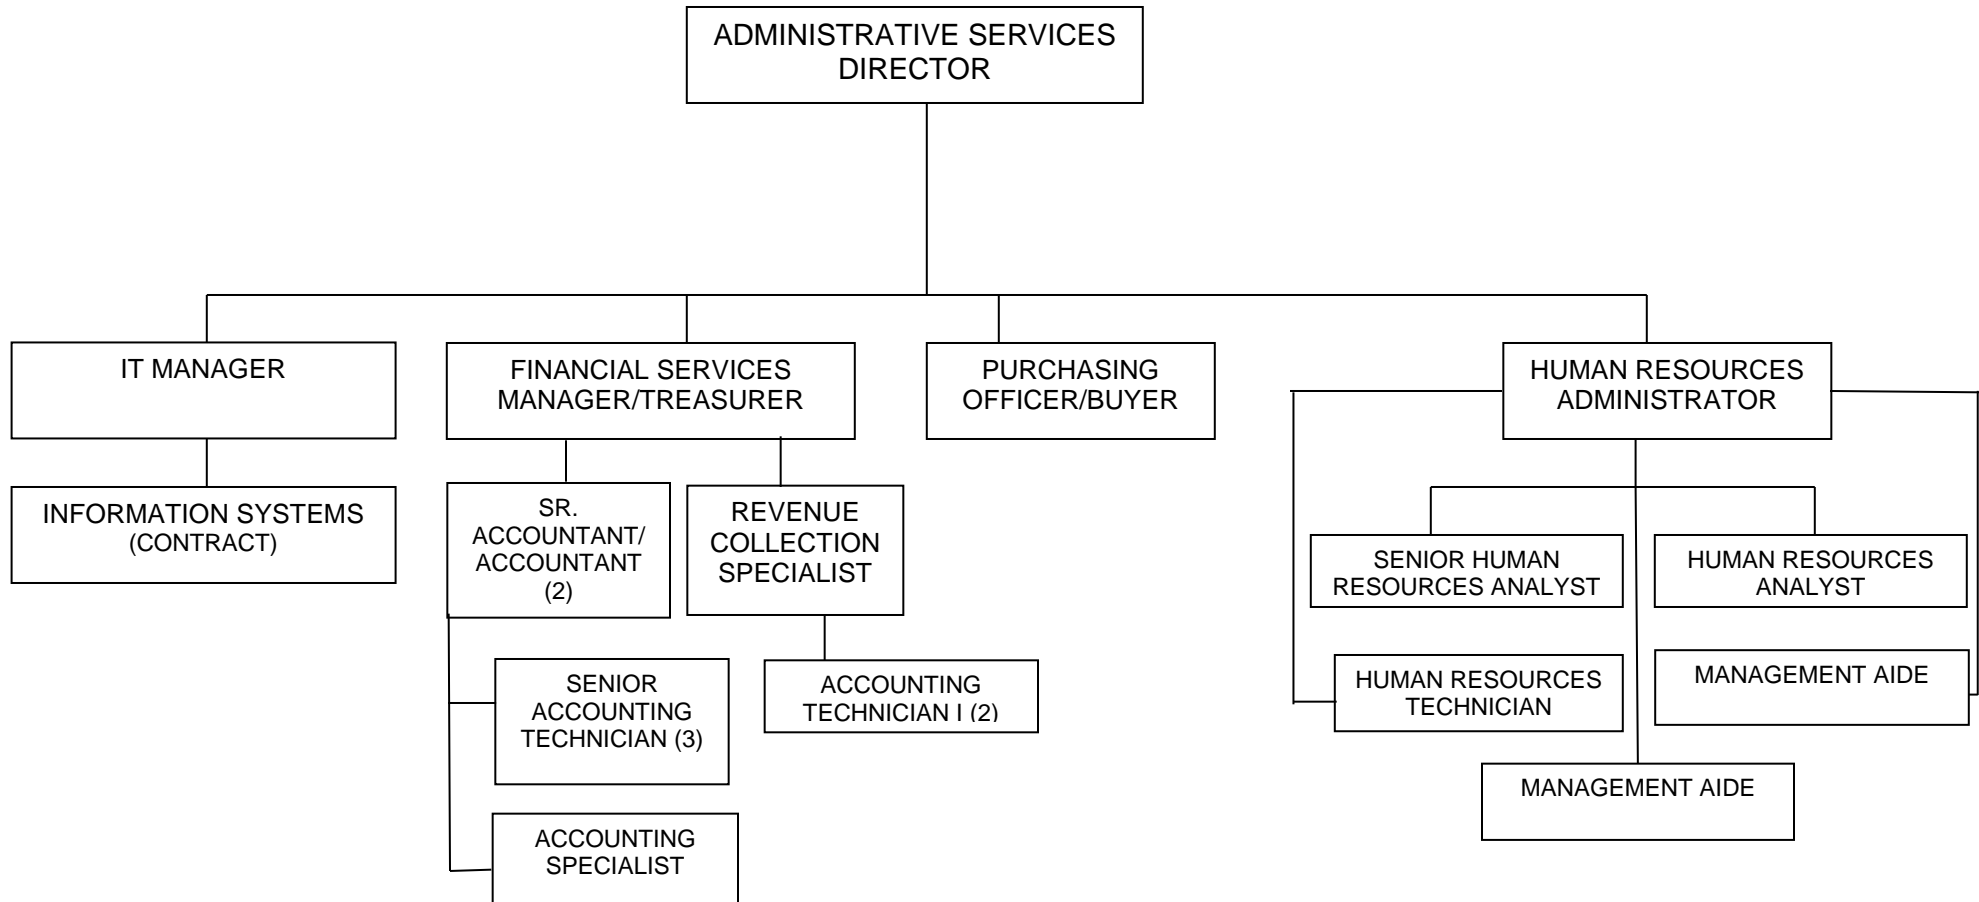 ADMINISTRATIVE SERVICES
DIRECTOR
IT MANAGER
FINANCIAL SERVICES
MANAGER/TREASURER
PURCHASING
OFFICER/BUYER
HUMAN RESOURCES
ADMINISTRATOR
INFORMATION SYSTEMS
(CONTRACT)
SR.
ACCOUNTANT/
ACCOUNTANT
(2)
REVENUE
COLLECTION
SPECIALIST
SENIOR HUMAN
RESOURCES ANALYST
HUMAN RESOURCES
ANALYST
SENIOR
ACCOUNTING
TECHNICIAN (3)
ACCOUNTING
TECHNICIAN I (2)
HUMAN RESOURCES
TECHNICIAN
MANAGEMENT AIDE
MANAGEMENT AIDE
ACCOUNTING
SPECIALIST